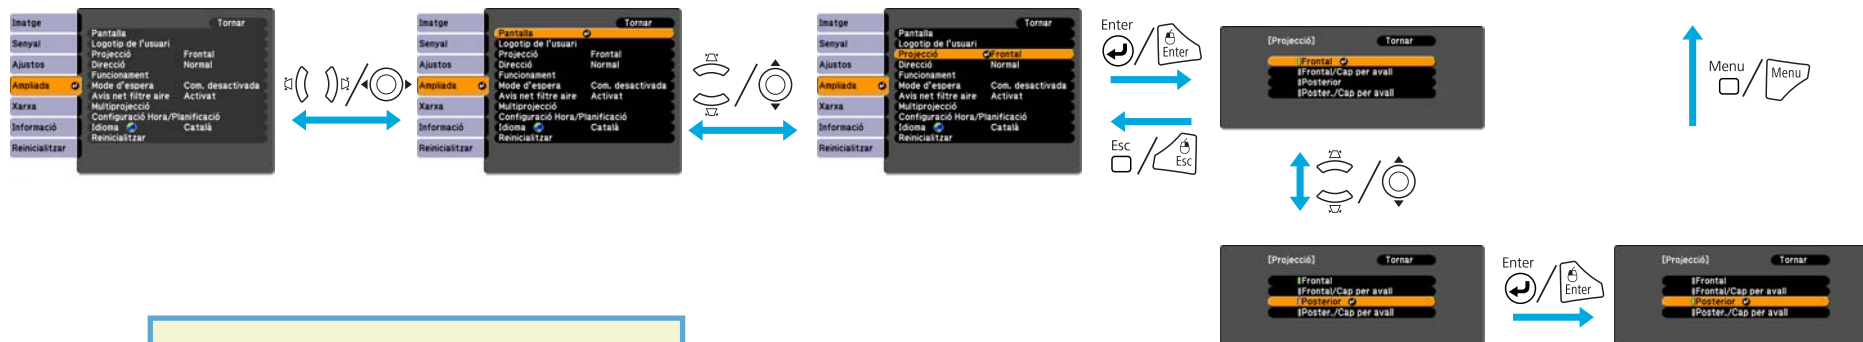 Imatge
Senyal
Ajustos
Ampliada
Xarxa
Informació
Reinicialitzar
Tornar
Pantalla
Logotip de l'usuari
Projecció Frontal
Direcció Normal
Funcionament
Mode d'espera Com. desactivada
Avis net filtre aire Activat
Multiprojecció
Configuració Hora/Planificació
Idioma Català
Reinicialitzar
Imatge
Senyal
Ajustos
Ampliada
Xarxa
Informació
Reinicialitzar
Tornar
Pantalla
Logotip de l'usuari
Projecció Frontal
Direcció Normal
Funcionament
Mode d'espera Com. desactivada
Avis net filtre aire Activat
Multiprojecció
Configuració Hora/Planificació
Idioma Català
Reinicialitzar
Imatge
Senyal
Ajustos
Ampliada
Xarxa
Informació
Reinicialitzar
Tornar
Pantalla
Logotip de l'usuari
Projecció Frontal
Direcció Normal
Funcionament
Mode d'espera Com. desactivada
Avis net filtre aire Activat
Multiprojecció
Configuració Hora/Planificació
Idioma Català
Reinicialitzar
Enter
Enter
Esc
Esc
[Projecció] Tornar
Frontal
Frontal/Cap per avall
Posterior
Poster./Cap per avall
Menu
Menu
[Projecció] Tornar
Frontal
Frontal/Cap per avall
Posterior
Poster./Cap per avall
Enter
Enter
[Projecció] Tornar
Frontal
Frontal/Cap per avall
Posterior
Poster./Cap per avall